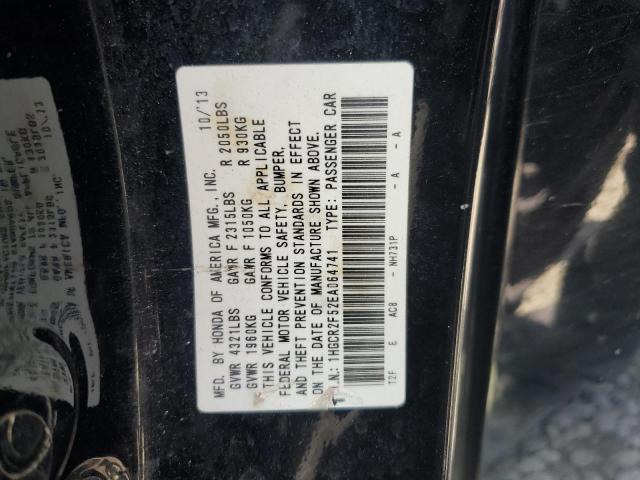 MFD. BY HONDA OF AMERICA MFG., INC. 10/13
GVWR 4321LBS GAWR F 2315LBS R 2050LBS
GVWR 1960KG GAWR F 1050KG R 930KG
THIS VEHICLE CONFORMS TO ALL APPLICABLE
FEDERAL MOTOR VEHICLE SAFETY, BUMPER,
AND THEFT PREVENTION STANDARDS IN EFFECT
ON THE DATE OF MANUFACTURE SHOWN ABOVE.
V.I.N.: 1HGCR2F52EA064741 TYPE: PASSENGER CAR
T2F E AC8 - NH731P - A - A